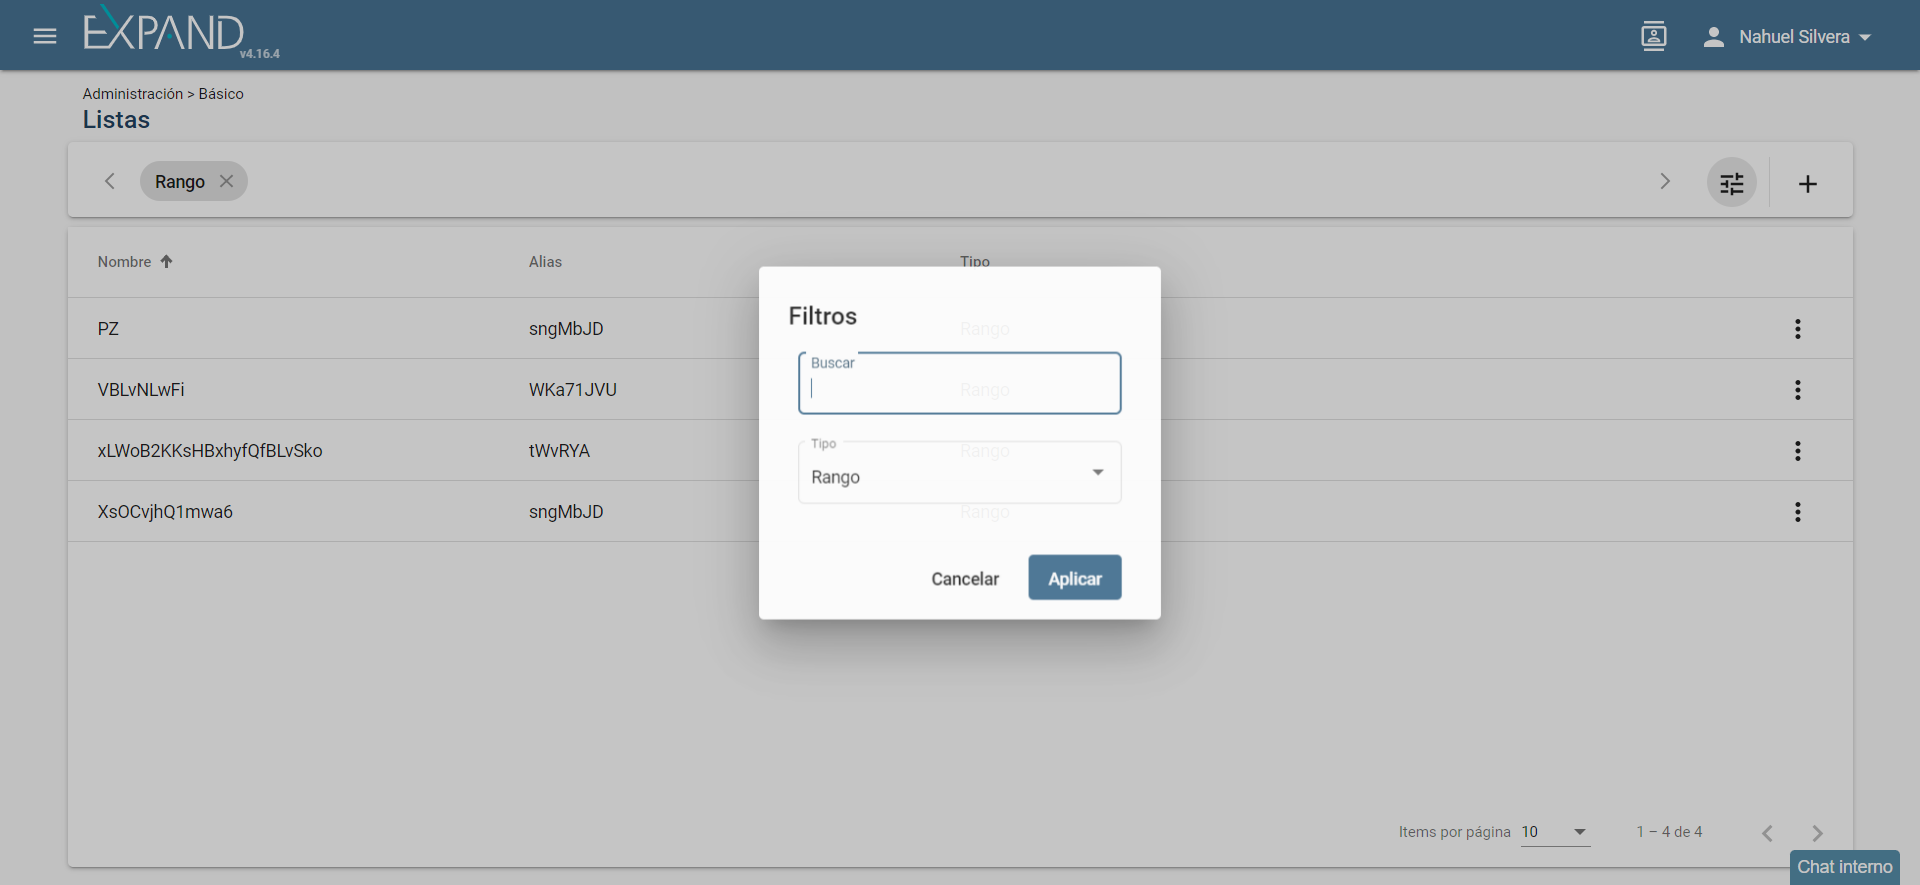 EXPAND
v4.16.4
Nahuel Silvera
Administración > Básico
Listas
Rango
Nombre Alias Tipo
PZ sngMbJD Rango
VBLvNLwFi WKa71JVU Rango
xLWoB2KKsHBxhyfQfBLvSko tWvRYA Rango
XsOCvjhQ1mwa6 sngMbJD Rango
Filtros
Buscar
Tipo
Rango
Cancelar Aplicar
Items por página 10 1 – 4 de 4
Chat interno